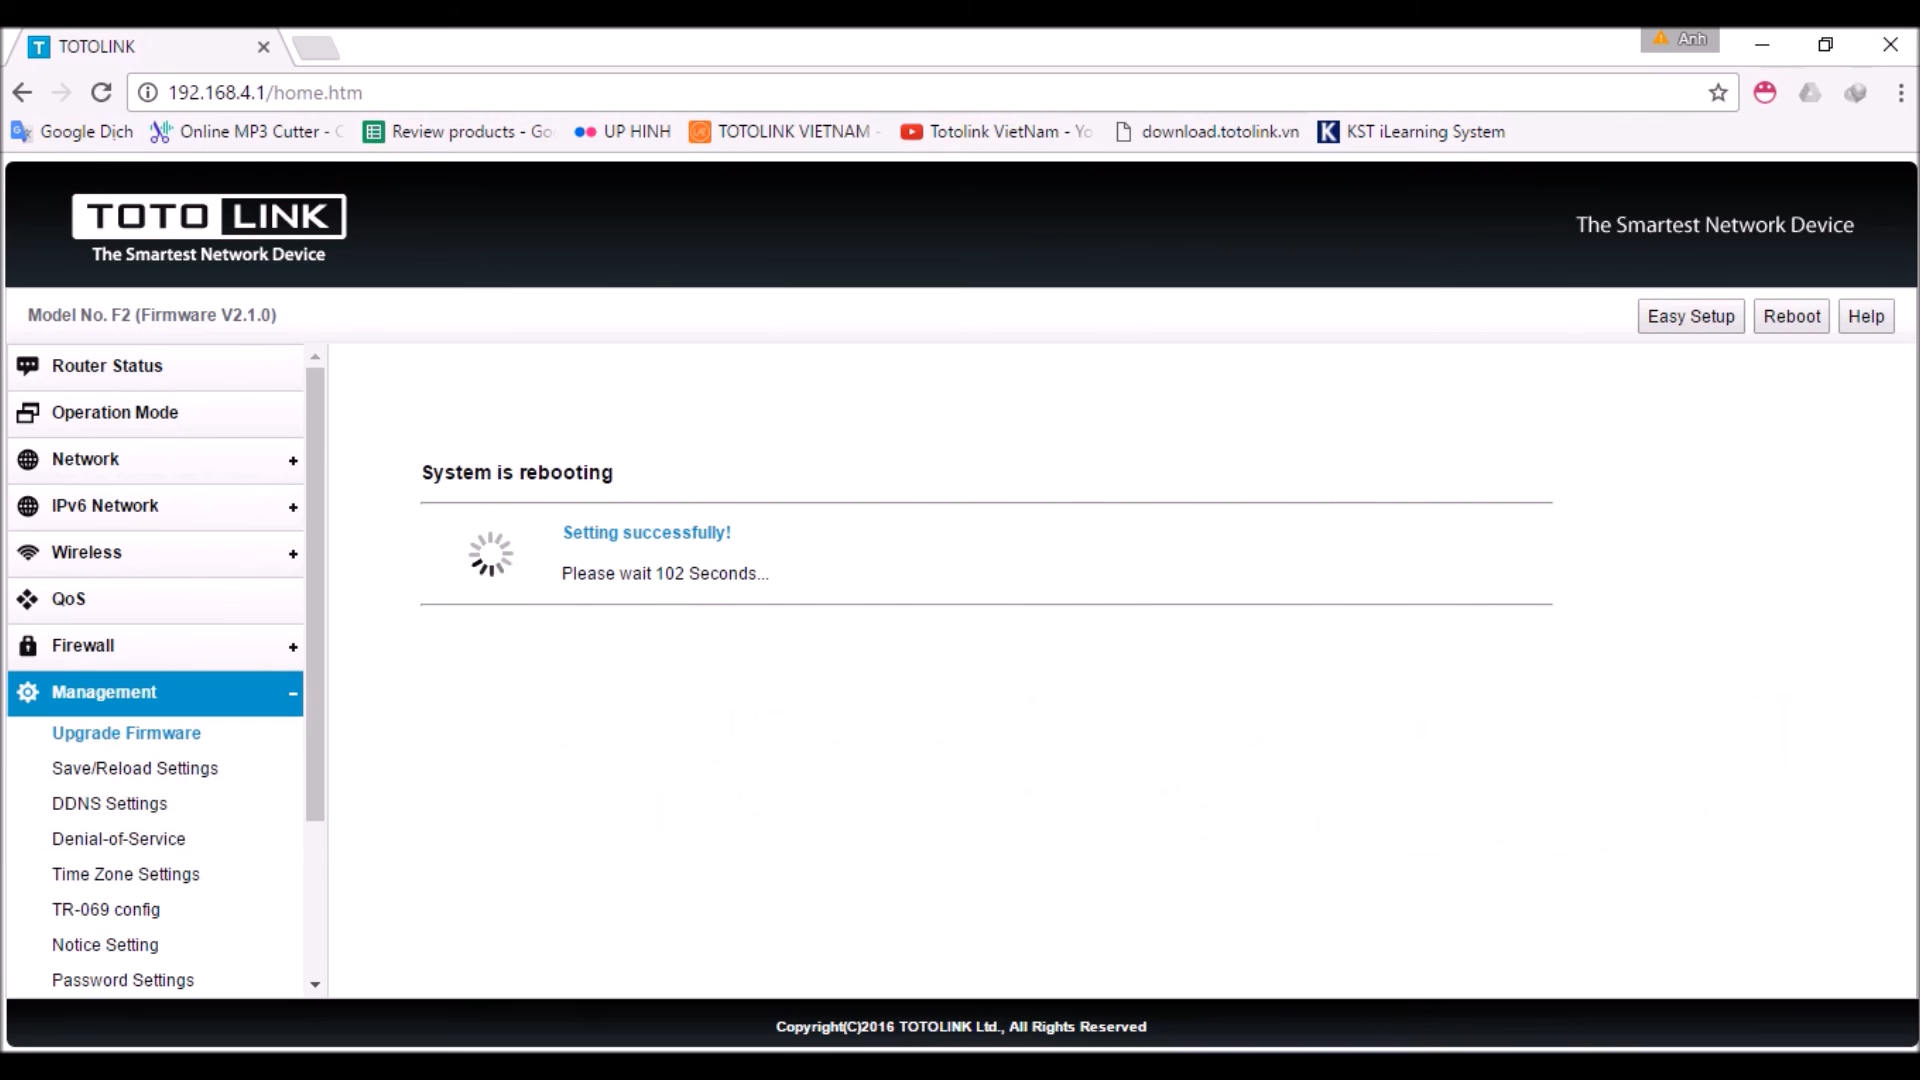 TOTOLINK
Anh
192.168.4.1/home.htm
Google Dịch
Online MP3 Cutter - C
Review products - Go
UP HINH
TOTOLINK VIETNAM -
Totolink VietNam - Yo
download.totolink.vn
K KST iLearning System
TOTO LINK
The Smartest Network Device
The Smartest Network Device
Model No. F2 (Firmware V2.1.0)
Easy Setup
Reboot
Help
Router Status
Operation Mode
Network +
IPv6 Network +
Wireless +
QoS
Firewall +
Management -
Upgrade Firmware
Save/Reload Settings
DDNS Settings
Denial-of-Service
Time Zone Settings
TR-069 config
Notice Setting
Password Settings
System is rebooting
Setting successfully!
Please wait 102 Seconds...
Copyright(C)2016 TOTOLINK Ltd., All Rights Reserved